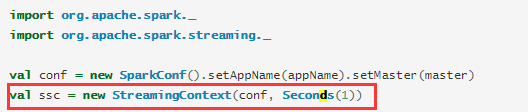 import org.apache.spark._
import org.apache.spark.streaming._
val conf = new SparkConf().setAppName(appName).setMaster(master)
val ssc = new StreamingContext(conf, Seconds(1))